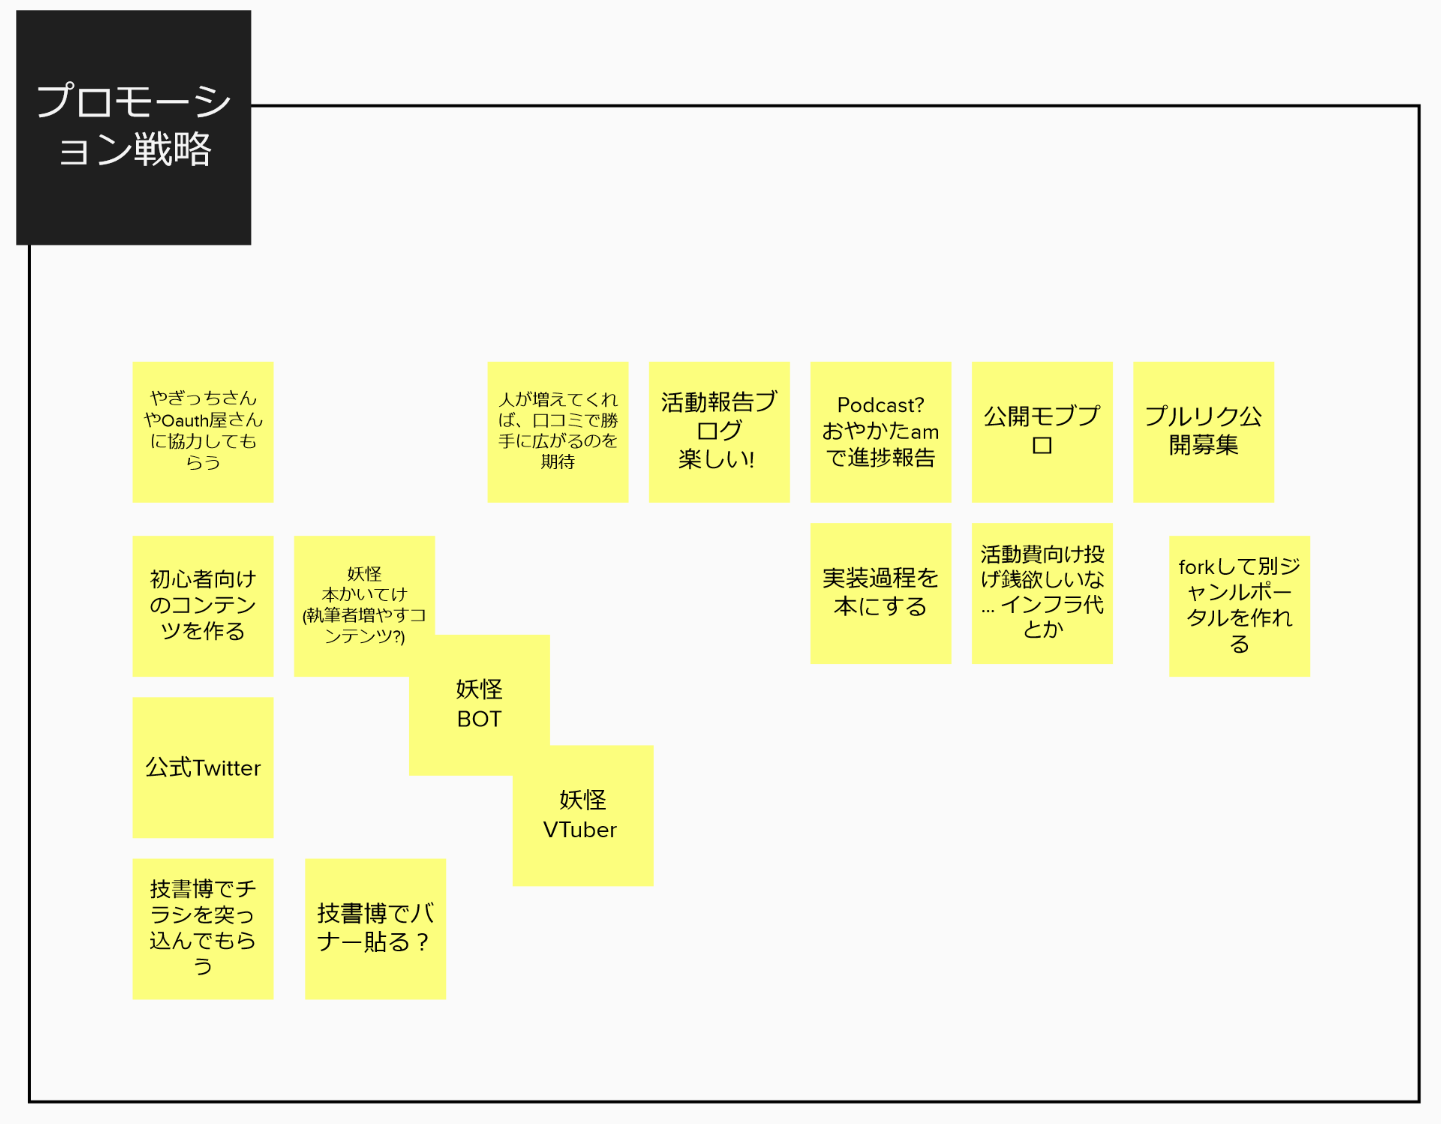 プロモーシ
ョン戦略
やぎっちさん
やOauth屋さん
に協力しても
らう
人が増えてくれ
ば、口コミで勝
手に広がるのを
期待
活動報告ブ
ログ
楽しい!
Podcast?
おやかたam
で進捗報告
公開モブプ
ロ
プルリク公
開募集
初心者向け
のコンテン
ツを作る
妖怪
本かいてけ
(執筆者増やすコ
ンテンツ?)
実装過程を
本にする
活動費向け投
げ銭欲しいな
... インフラ代
とか
forkして別ジ
ャンルポー
タルを作れ
る
妖怪
BOT
公式Twitter
妖怪
VTuber
技書博でチ
ラシを突っ
込んでもら
う
技書博でバ
ナー貼る？